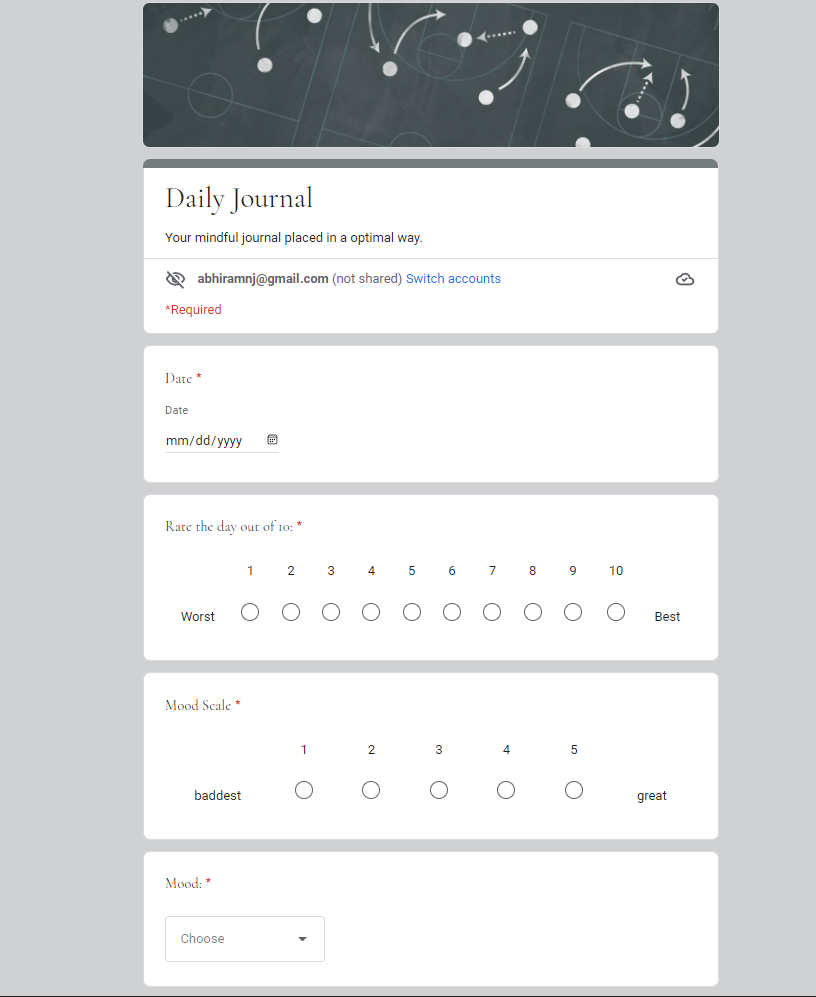 Daily Journal
Your mindful journal placed in a optimal way.
abhiramnj@gmail.com (not shared) Switch accounts
*Required
Date *
Date
mm/dd/yyyy
Rate the day out of 10: *
1 2 3 4 5 6 7 8 9 10
Worst Best
Mood Scale *
1 2 3 4 5
baddest great
Mood: *
Choose